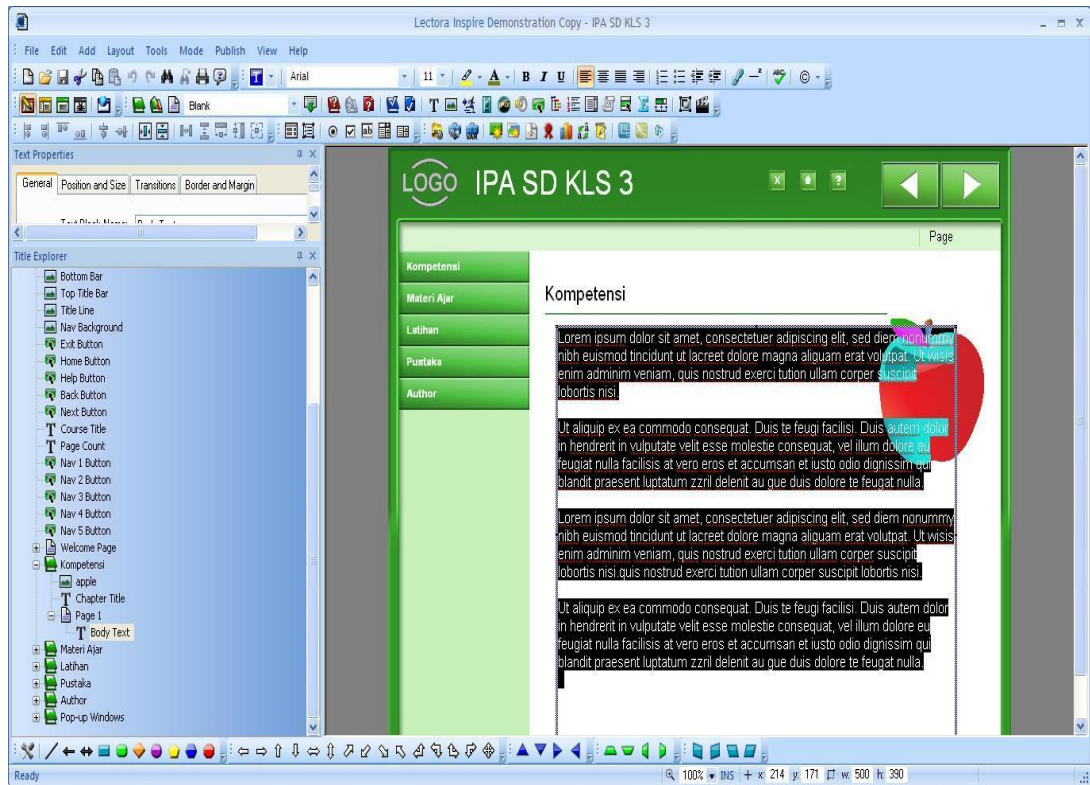 Lectora Inspire Demonstration Copy - IPA SD KLS 3
File Edit Add Layout Tools Mode Publish View Help
Arial 11 B I U
Blank
Text Properties
General Position and Size Transitions Border and Margin
Title Explorer
Bottom Bar
Top Title Bar
Title Line
Nav Background
Exit Button
Home Button
Help Button
Back Button
Next Button
Course Title
Page Count
Nav 1 Button
Nav 2 Button
Nav 3 Button
Nav 4 Button
Nav 5 Button
Welcome Page
Kompetensi
apple
Chapter Title
Page 1
Body Text
Materi Ajar
Latihan
Pustaka
Author
Pop-up Windows
LOGO IPA SD KLS 3
X ?
Page
Kompetensi
Materi Ajar
Latihan
Pustaka
Author
Kompetensi
Lorem ipsum dolor sit amet, consectetuer adipiscing elit, sed diem nonummy
nibh euismod tincidunt ut lacreet dolore magna aliguam erat volutpat. Ut wisis
enim adminim veniam, quis nostrud exerci tution ullam corper suscipit
lobortis nisi.
Ut aliquip ex ea commodo consequat. Duis te feugi facilisi. Duis autem dolor
in hendrerit in vulputate velit esse molestie consequat, vel illum dolore eu
feugiat nulla facilisis at vero eros et accumsan et iusto odio dignissim qui
blandit praesent luptatum zzril delenit au gue duis dolore te feugat nulla.
Lorem ipsum dolor sit amet, consectetuer adipiscing elit, sed diem nonummy
nibh euismod tincidunt ut lacreet dolore magna aliguam erat volutpat. Ut wisis
enim adminim veniam, quis nostrud exerci tution ullam corper suscipit
lobortis nisi.quis nostrud exerci tution ullam corper suscipit lobortis nisi.
Ut aliquip ex ea commodo consequat. Duis te feugi facilisi. Duis autem dolor
in hendrerit in vulputate velit esse molestie consequat, vel illum dolore eu
feugiat nulla facilisis at vero eros et accumsan et iusto odio dignissim qui
blandit praesent luptatum zzril delenit au gue duis dolore te feugat nulla.
Ready 100% INS x: 214 y: 171 w: 500 h: 390